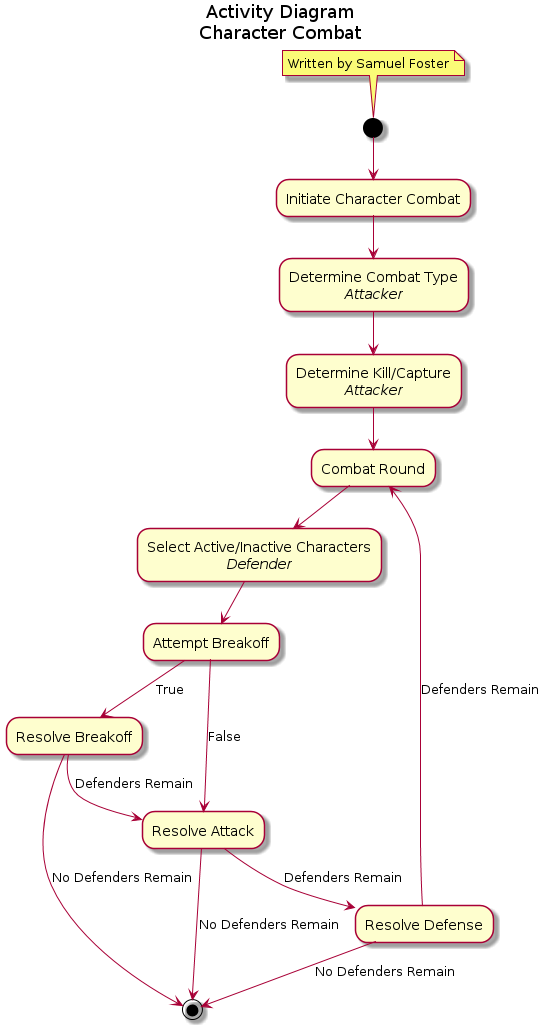 Activity Diagram
Character Combat
Written by Samuel Foster
Initiate Character Combat
Determine Combat Type
Attacker
Determine Kill/Capture
Attacker
Combat Round
Select Active/Inactive Characters
Defender
Attempt Breakoff
True
Defenders Remain
Resolve Breakoff
False
Defenders Remain
Resolve Attack
No Defenders Remain
Defenders Remain
No Defenders Remain
Resolve Defense
No Defenders Remain